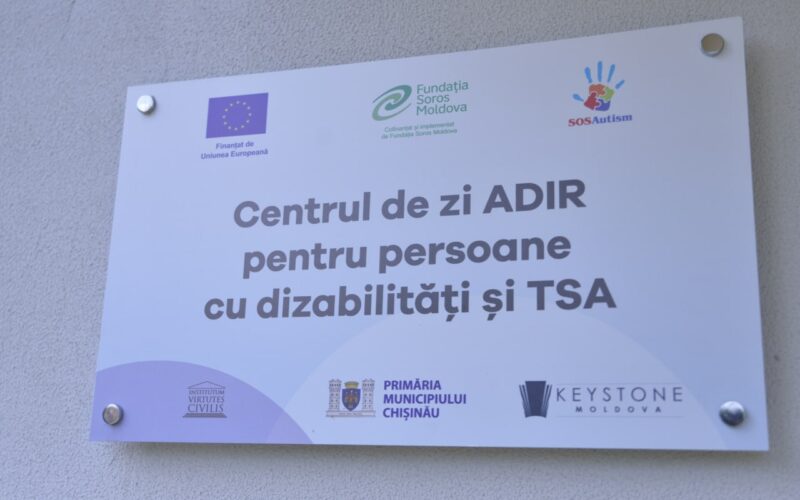 Finanțat de
Uniunea Europeană
Fundația
Soros
Moldova
Cofinanțat și implementat
de Fundația Soros Moldova
SOSAutism
Centrul de zi ADIR
pentru persoane
cu dizabilități și TSA
INSTITUTUM
VIRTUTES
CIVILIS
PRIMĂRIA
MUNICIPIULUI
CHIȘINĂU
KEYSTONE
MOLDOVA